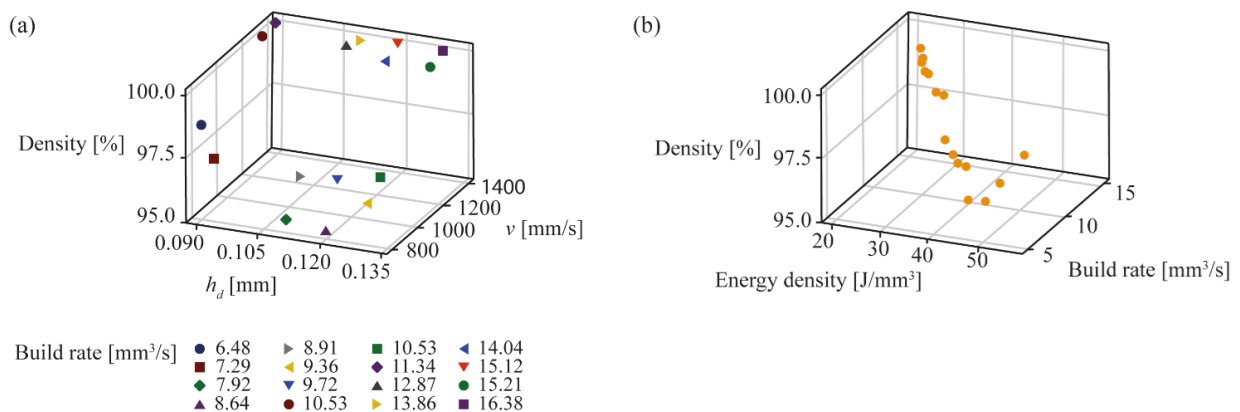 (a)
100.0
Density [%]
97.5
95.0
0.090
0.105
0.120
0.135
h_d [mm]
800
1000
1200
1400
v [mm/s]
(b)
100.0
Density [%]
97.5
95.0
20
30
40
50
Energy density [J/mm³]
5
10
15
Build rate [mm³/s]
Build rate [mm³/s] 6.48 8.91 10.53 14.04
7.29 9.36 11.34 15.12
7.92 9.72 12.87 15.21
8.64 10.53 13.86 16.38